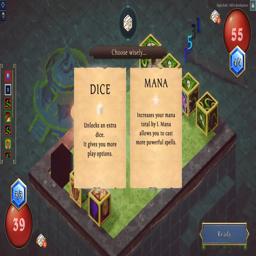 55
Choose wisely...
DICE
Unlocks an extra
dice.
It gives you more
play options.
MANA
Increases your mana
total by 1. Mana
allows you to cast
more powerful spells.
39
Ready